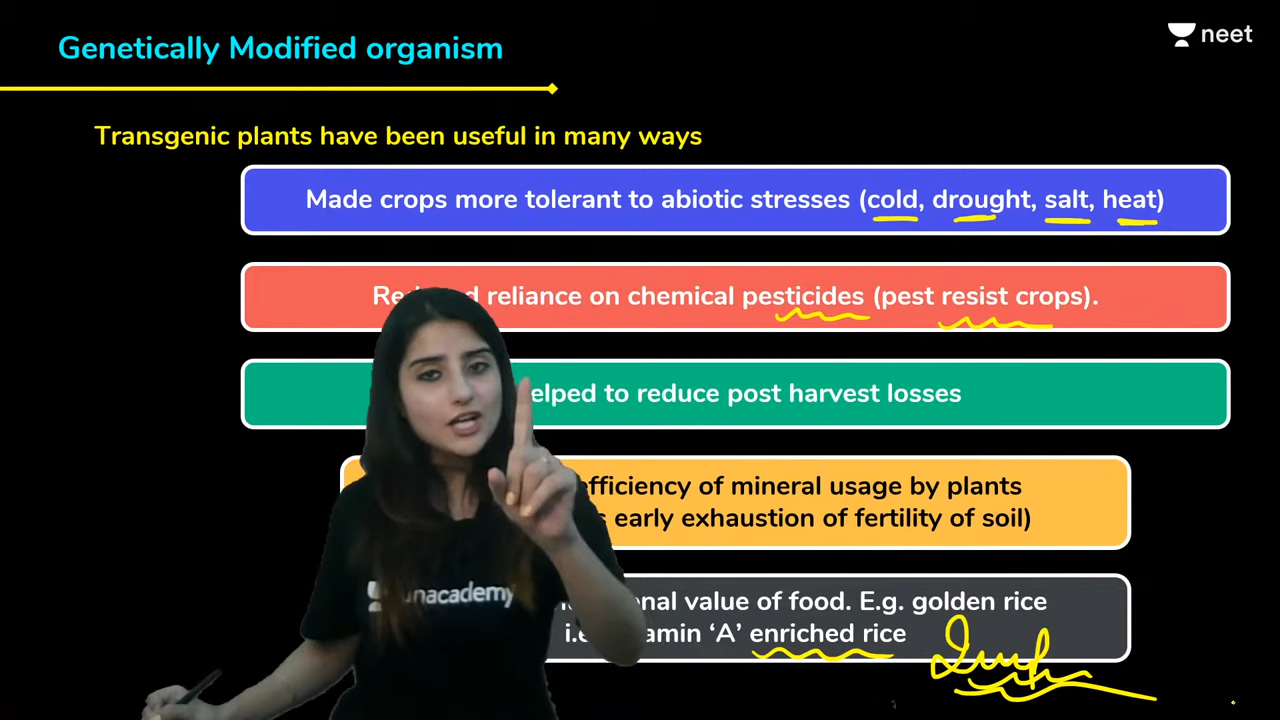 Genetically Modified organism
neet
Transgenic plants have been useful in many ways
Made crops more tolerant to abiotic stresses (cold, drought, salt, heat)
reliance on chemical pesticides (pest resist crops).
to reduce post harvest losses
efficiency of mineral usage by plants
early exhaustion of fertility of soil)
value of food. E.g. golden rice
‘A’ enriched rice
unacademy